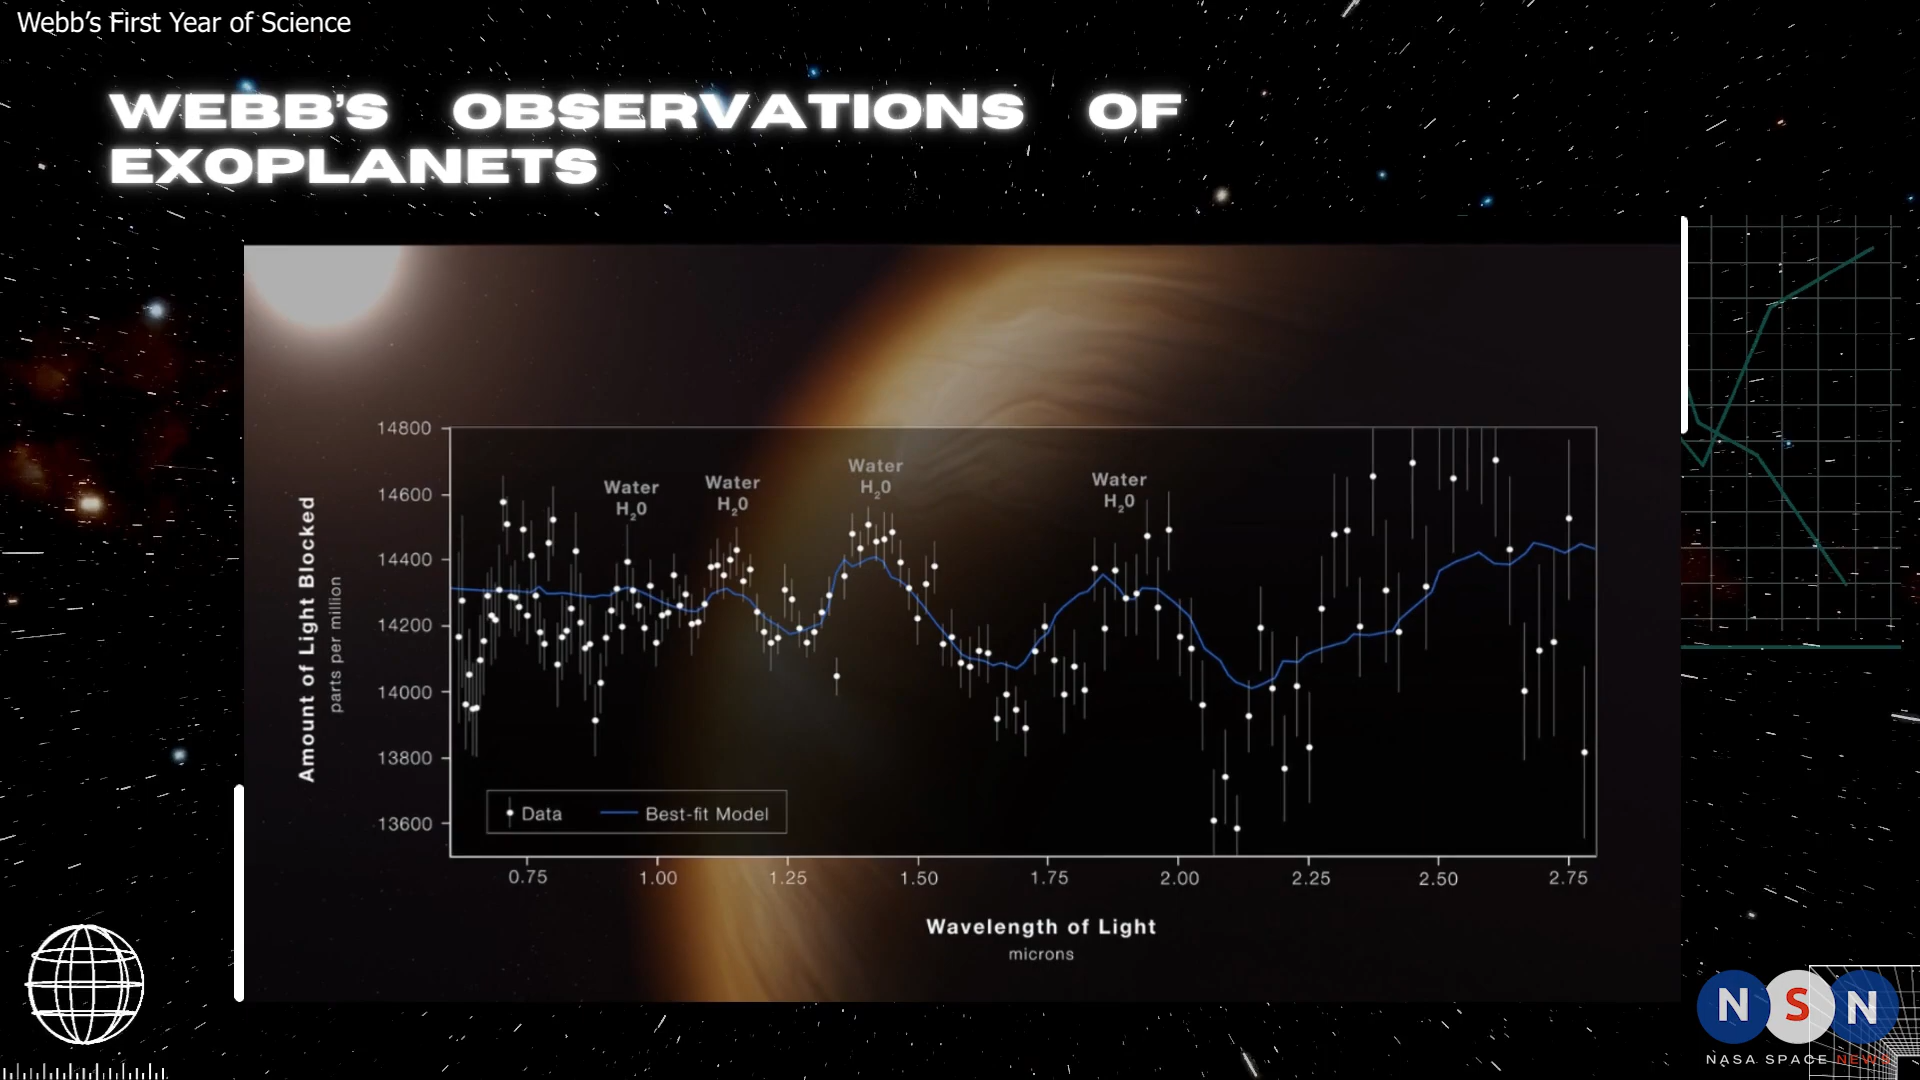 Webb's First Year of Science
WEBB'S OBSERVATIONS OF
EXOPLANETS
Water
H2O
Water
H2O
Water
H2O
Water
H2O
14800
14600
14400
14200
14000
13800
13600
Amount of Light Blocked
parts per million
Data
Best-fit Model
0.75
1.00
1.25
1.50
1.75
2.00
2.25
2.50
2.75
Wavelength of Light
microns
NSN
NASA SPACE NEWS